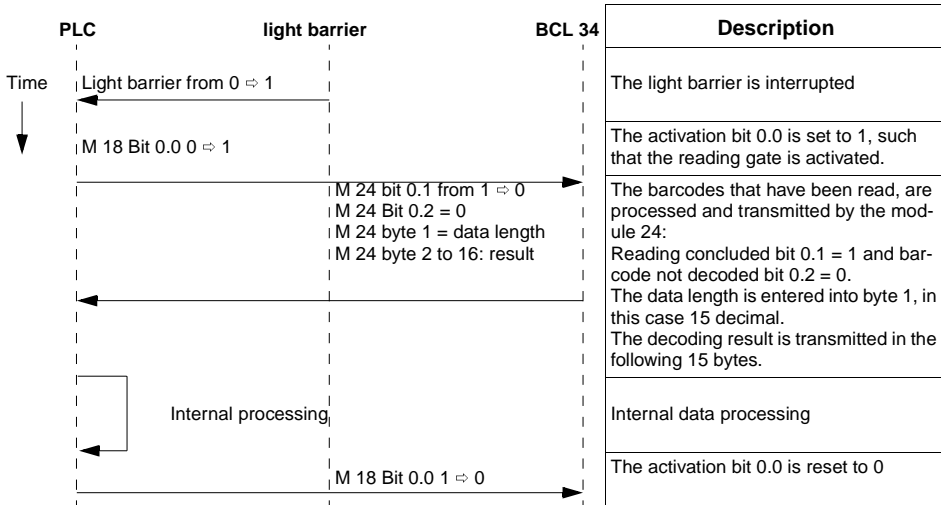 PLC light barrier BCL 34 Description
Time Light barrier from 0 ⇨ 1 The light barrier is interrupted
M 18 Bit 0.0 0 ⇨ 1 The activation bit 0.0 is set to 1, such
that the reading gate is activated.
M 24 bit 0.1 from 1 ⇨ 0
M 24 Bit 0.2 = 0
M 24 byte 1 = data length
M 24 byte 2 to 16: result
The barcodes that have been read, are
processed and transmitted by the mod-
ule 24:
Reading concluded bit 0.1 = 1 and bar-
code not decoded bit 0.2 = 0.
The data length is entered into byte 1, in
this case 15 decimal.
The decoding result is transmitted in the
following 15 bytes.
Internal processing Internal data processing
M 18 Bit 0.0 1 ⇨ 0 The activation bit 0.0 is reset to 0